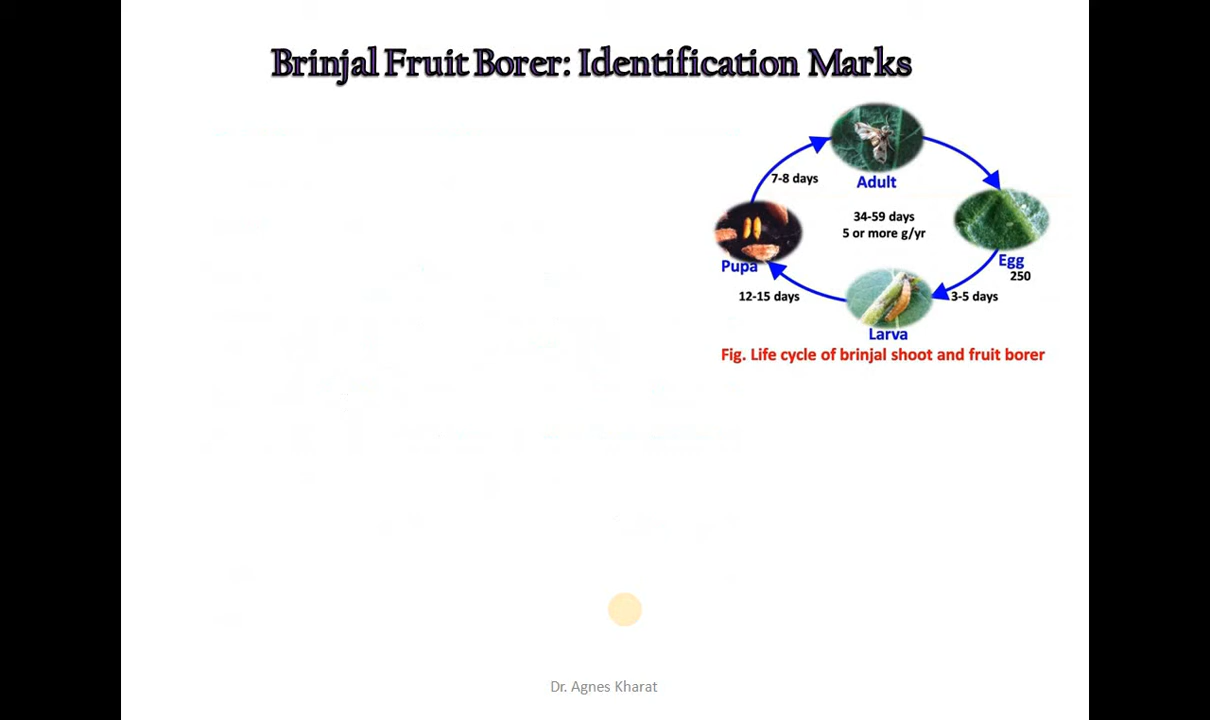 Brinjal Fruit Borer: Identification Marks
Adult
7-8 days
34-59 days
5 or more g/yr
Pupa
Egg
250
12-15 days
3-5 days
Larva
Fig. Life cycle of brinjal shoot and fruit borer
Dr. Agnes Kharat